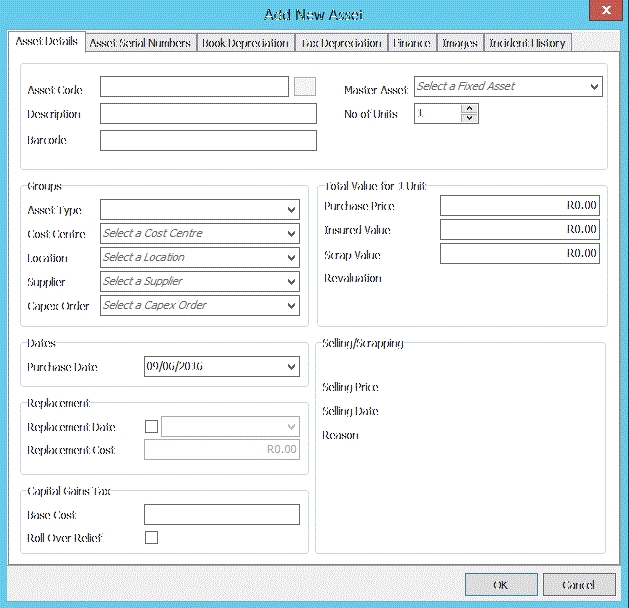 Add New Asset
Asset Details Asset Serial Numbers Book Depreciation Tax Depreciation Finance Images Incident History
Asset Code
Master Asset Select a Fixed Asset
Description
No of Units 1
Barcode
Groups
Asset Type
Cost Centre Select a Cost Centre
Location Select a Location
Supplier Select a Supplier
Capex Order Select a Capex Order
Total Value for 1 Unit
Purchase Price R0.00
Insured Value R0.00
Scrap Value R0.00
Revaluation
Dates
Purchase Date 09/06/2016
Replacement
Replacement Date
Replacement Cost R0.00
Capital Gains Tax
Base Cost
Roll Over Relief
Selling/Scrapping
Selling Price
Selling Date
Reason
OK Cancel